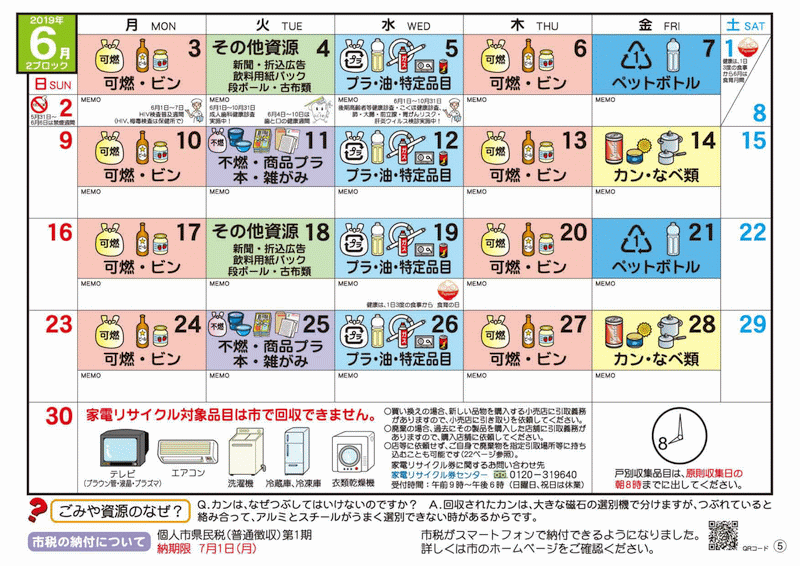 2019年
6月
2ブロック
月 MON
火 TUE
水 WED
木 THU
金 FRI
土 SAT
日 SUN
可燃
3
可燃・ビン
その他資源 4
新聞・折込広告
飲料用紙パック
段ボール・古布類
プラ
5
プラ・油・特定品目
可燃
6
可燃・ビン
1
7
ペットボトル
1
健康は、1日
3度の食事
から6月は
食育月間
8
2
5月31日〜
6月6日は禁煙週間
MEMO
6月1日〜7日
HIV検査普及週間
(HIV、梅毒検査は保健所で)
MEMO
6月1日〜10月31日
成人歯科健康診査
実施中!
6月4日〜10日は
歯と口の健康週間
MEMO
6月1日〜10月31日
後期高齢者等健康診査・こくほ健康診査、
肺・大腸・前立腺・胃がんリスク・
肝炎ウイルス検診実施中!
MEMO
MEMO
9
可燃
10
可燃・ビン
不燃
11
不燃・商品プラ
本・雑がみ
プラ
12
プラ・油・特定品目
可燃
13
可燃・ビン
14
カン・なべ類
15
MEMO
MEMO
MEMO
MEMO
MEMO
16
可燃
17
可燃・ビン
その他資源 18
新聞・折込広告
飲料用紙パック
段ボール・古布類
プラ
19
プラ・油・特定品目
可燃
20
可燃・ビン
1
21
ペットボトル
22
MEMO
MEMO
MEMO
健康は、1日3度の食事から 食育の日
MEMO
MEMO
23
可燃
24
可燃・ビン
不燃
25
不燃・商品プラ
本・雑がみ
プラ
26
プラ・油・特定品目
可燃
27
可燃・ビン
28
カン・なべ類
29
MEMO
MEMO
MEMO
MEMO
MEMO
30
家電リサイクル対象品目は市で回収できません。
テレビ
(ブラウン管・液晶・プラズマ)
エアコン
洗濯機
冷蔵庫、冷凍庫
衣類乾燥機
○買い換えの場合、新しい品物を購入する小売店に引取義務
がありますので、小売店に引き取りを依頼してください。
○廃棄の場合、過去にその製品を購入した店舗に引取義務が
ありますので、購入店舗に依頼してください。
○店等に依頼せず、ご自身で廃棄物を指定引取場所等に持ち
込むことも可能です(22ページ参照)。
家電リサイクル券に関するお問い合わせ先
家電リサイクル券センター 0120−319640
受付時間:午前9時〜午後6時(日曜日、祝日は休業)
8
戸別収集品目は、原則収集日の
朝8時までに出してください。
? ごみや資源のなぜ?
Q.カンは、なぜつぶしてはいけないのですか? A.回収されたカンは、大きな磁石の選別機で分けますが、つぶれていると
絡み合って、アルミとスチールがうまく選別できない時があるからです。
市税の納付について
個人市県民税(普通徴収)第1期
納期限 7月1日(月)
市税がスマートフォンで納付できるようになりました。
詳しくは市のホームページをご確認ください。
QRコード
5